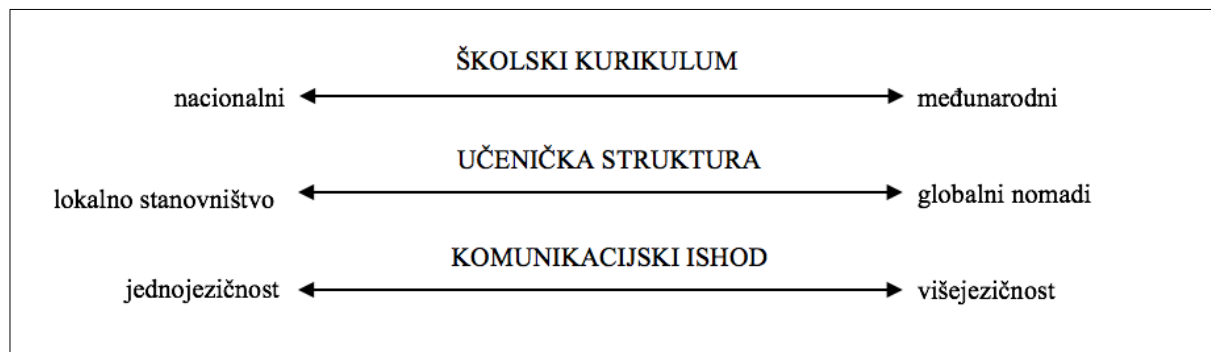 ŠKOLSKI KURIKULUM
nacionalni međunarodni
UČENIČKA STRUKTURA
lokalno stanovništvo globalni nomadi
KOMUNIKACIJSKI ISHOD
jednojezičnost višejezičnost